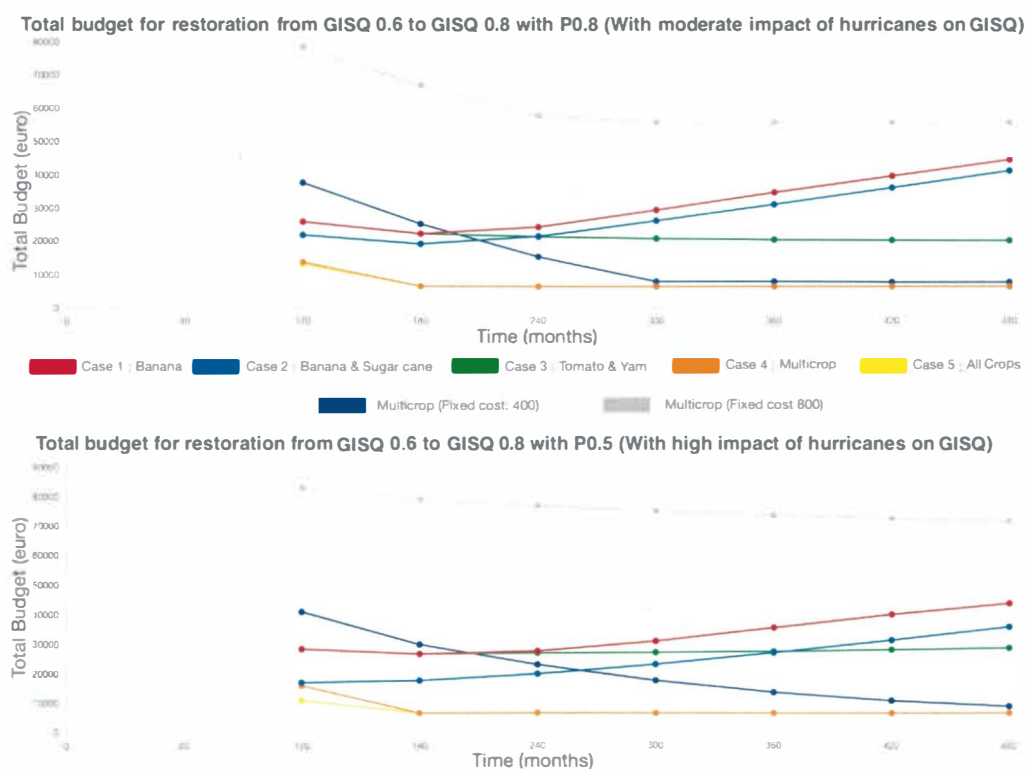 Total budget for restoration from GISQ 0.6 to GISQ 0.8 with P0.8 (With moderate impact of hurricanes on GISQ)
Total Budget (euro)
80000
70000
60000
50000
40000
30000
20000
10000
0
120
180
240
300
360
420
480
Time (months)
Case 1 : Banana
Case 2 : Banana & Sugar cane
Case 3 : Tomato & Yam
Case 4 : Multicrop
Case 5 : All Crops
Multicrop (Fixed cost: 400)
Multicrop (Fixed cost 800)
Total budget for restoration from GISQ 0.6 to GISQ 0.8 with P0.5 (With high impact of hurricanes on GISQ)
Total Budget (euro)
90000
80000
70000
60000
50000
40000
30000
20000
10000
120
180
240
300
360
420
480
Time (months)